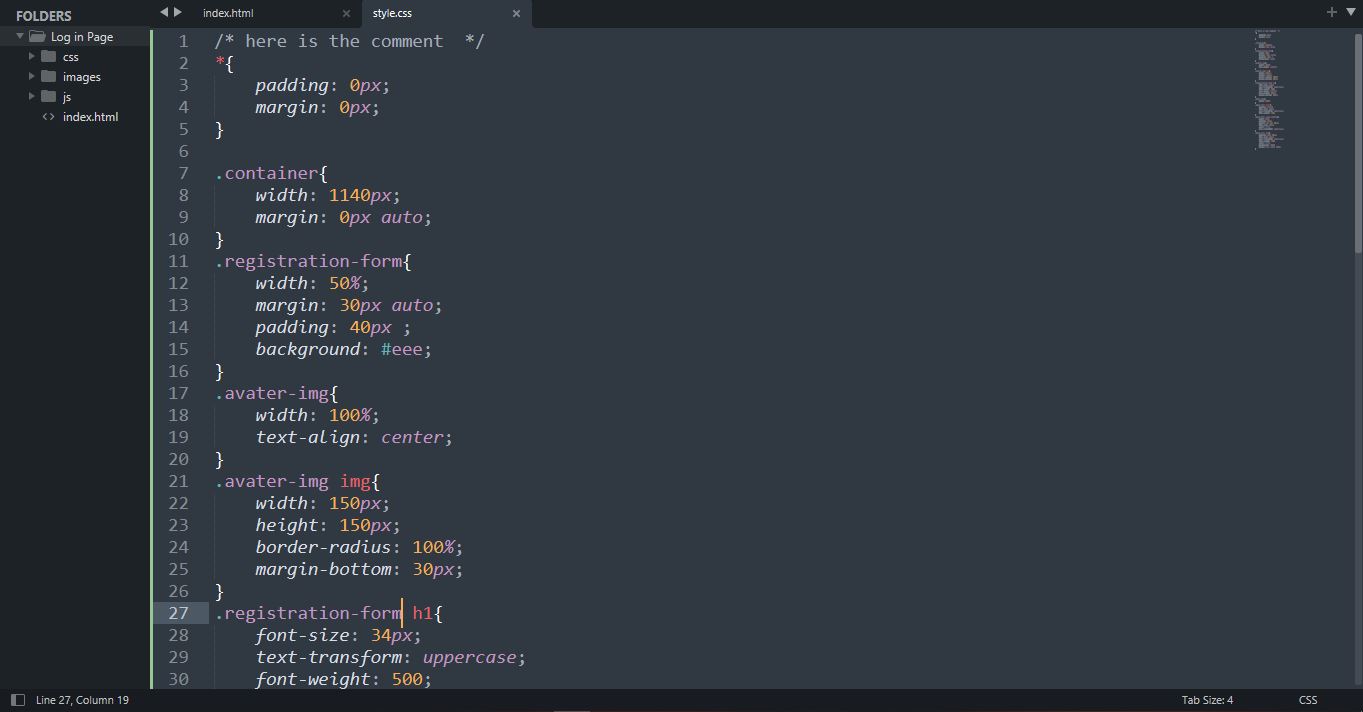 FOLDERS
Log in Page
css
images
js
index.html
index.html ×
style.css ×
1 /* here is the comment  */
2 *{
3     padding: 0px;
4     margin: 0px;
5 }
6
7 .container{
8     width: 1140px;
9     margin: 0px auto;
10 }
11 .registration-form{
12     width: 50%;
13     margin: 30px auto;
14     padding: 40px ;
15     background: #eee;
16 }
17 .avater-img{
18     width: 100%;
19     text-align: center;
20 }
21 .avater-img img{
22     width: 150px;
23     height: 150px;
24     border-radius: 100%;
25     margin-bottom: 30px;
26 }
27 .registration-form h1{
28     font-size: 34px;
29     text-transform: uppercase;
30     font-weight: 500;
Line 27, Column 19
Tab Size: 4
CSS